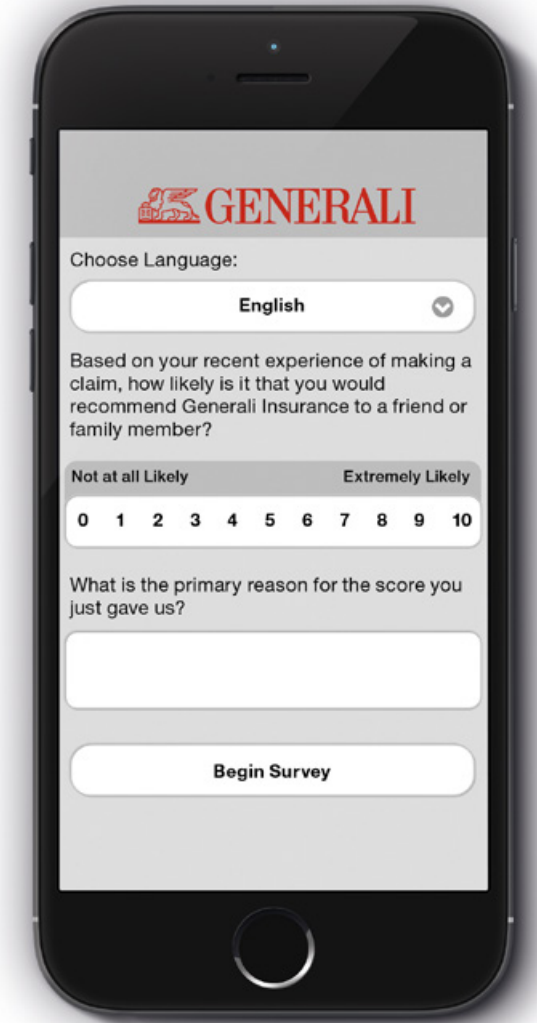 GENERALI
Choose Language:
English
Based on your recent experience of making a
claim, how likely is it that you would
recommend Generali Insurance to a friend or
family member?
Not at all Likely Extremely Likely
0 1 2 3 4 5 6 7 8 9 10
What is the primary reason for the score you
just gave us?
Begin Survey